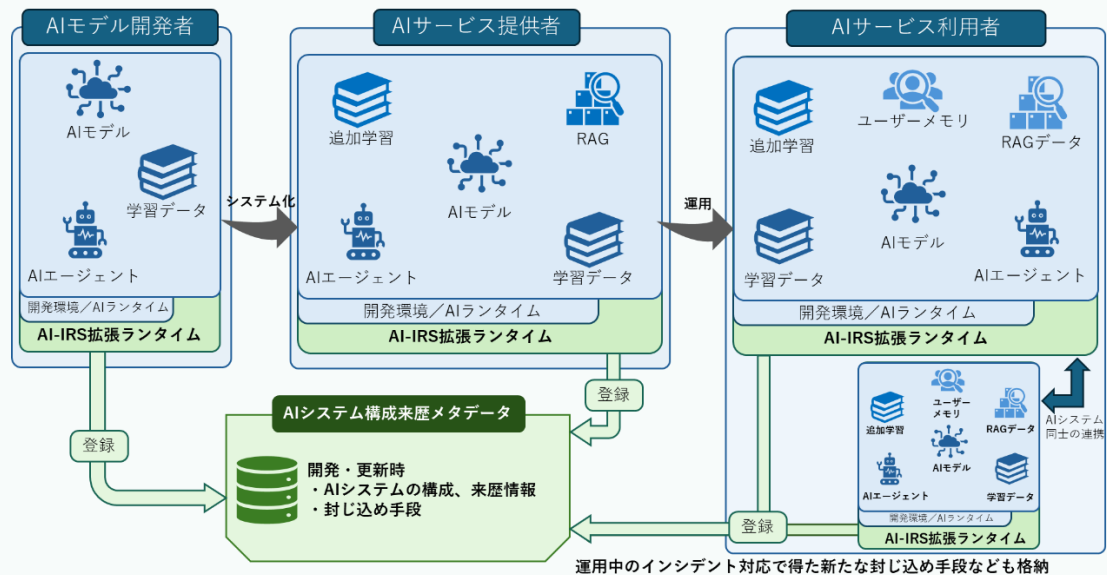 AIモデル開発者
AIモデル
学習データ
AIエージェント
開発環境／AIランタイム
AI-IRS拡張ランタイム
システム化
AIサービス提供者
追加学習
RAG
AIモデル
AIエージェント
学習データ
開発環境／AIランタイム
AI-IRS拡張ランタイム
運用
AIサービス利用者
追加学習
ユーザーメモリ
RAGデータ
AIモデル
学習データ
AIエージェント
開発環境／AIランタイム
AI-IRS拡張ランタイム
追加学習
ユーザー
メモリ
RAGデータ
AIモデル
AIエージェント
学習データ
開発環境／AIランタイム
AI-IRS拡張ランタイム
AIシステム
同士の連携
登録
登録
登録
AIシステム構成来歴メタデータ
開発・更新時
・AIシステムの構成、来歴情報
・封じ込め手段
運用中のインシデント対応で得た新たな封じ込め手段なども格納